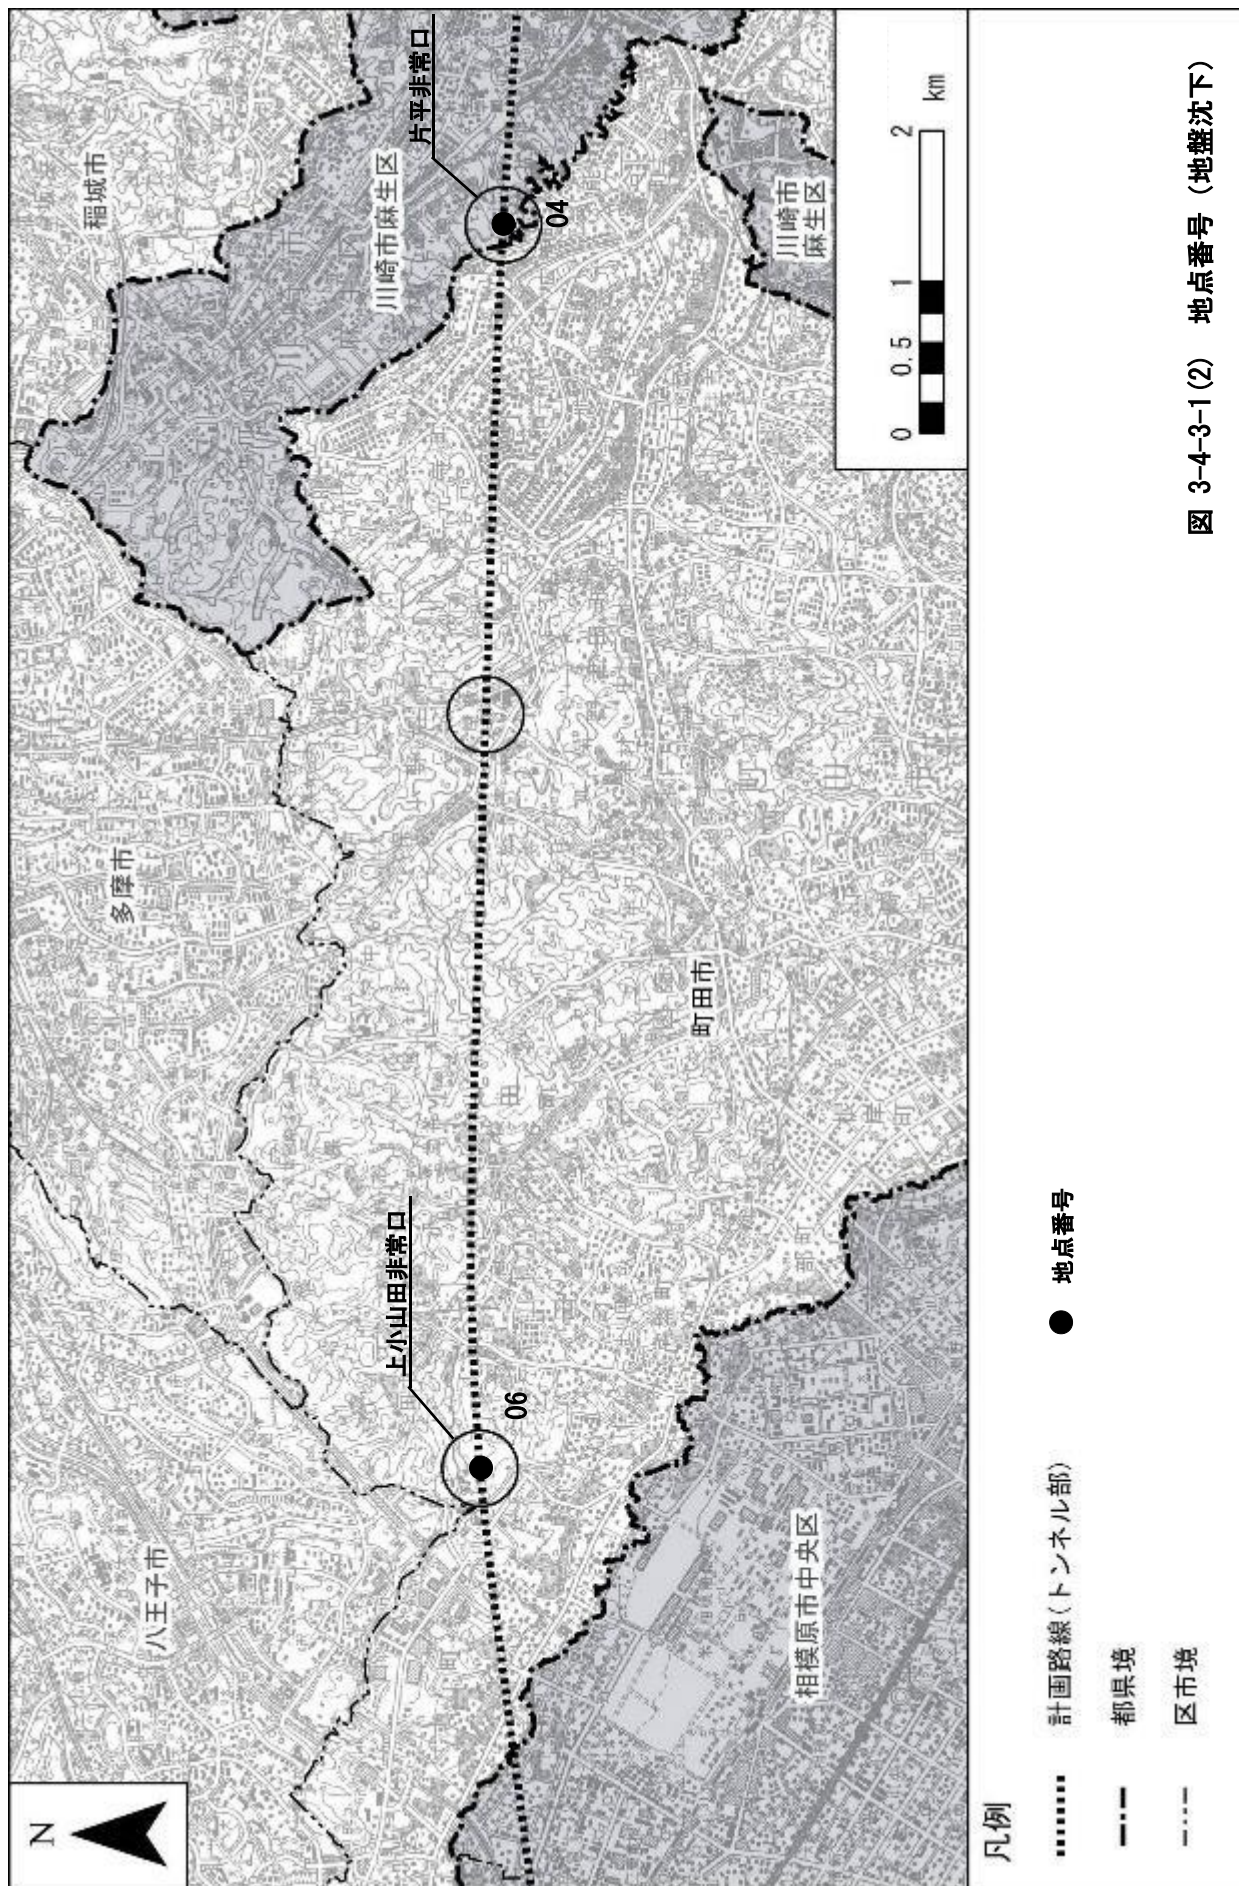 N
稲城市
多摩市
八王子市
川崎市麻生区
片平非常口
04
上小山田非常口
06
町田市
川崎市
麻生区
相模原市中央区
0 0.5 1 2
km
凡例
計画路線(トンネル部)
都県境
区市境
地点番号
図 3-4-3-1(2) 地点番号(地盤沈下)